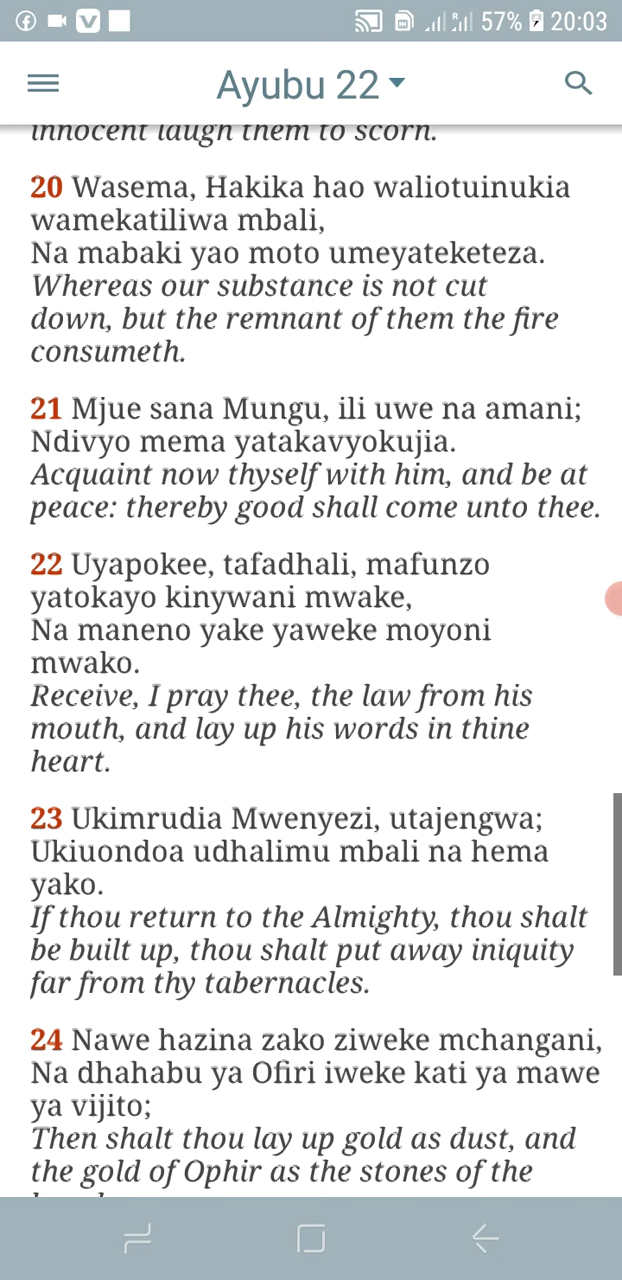 57% 20:03
Ayubu 22
innocent laugh them to scorn.
20 Wasema, Hakika hao waliotuinukia
wamekatiliwa mbali,
Na mabaki yao moto umeyateketeza.
Whereas our substance is not cut
down, but the remnant of them the fire
consumeth.
21 Mjue sana Mungu, ili uwe na amani;
Ndivyo mema yatakavyokujia.
Acquaint now thyself with him, and be at
peace: thereby good shall come unto thee.
22 Uyapokee, tafadhali, mafunzo
yatokayo kinywani mwake,
Na maneno yake yaweke moyoni
mwako.
Receive, I pray thee, the law from his
mouth, and lay up his words in thine
heart.
23 Ukimrudia Mwenyezi, utajengwa;
Ukiuondoa udhalimu mbali na hema
yako.
If thou return to the Almighty, thou shalt
be built up, thou shalt put away iniquity
far from thy tabernacles.
24 Nawe hazina zako ziweke mchangani,
Na dhahabu ya Ofiri iweke kati ya mawe
ya vijito;
Then shalt thou lay up gold as dust, and
the gold of Ophir as the stones of the